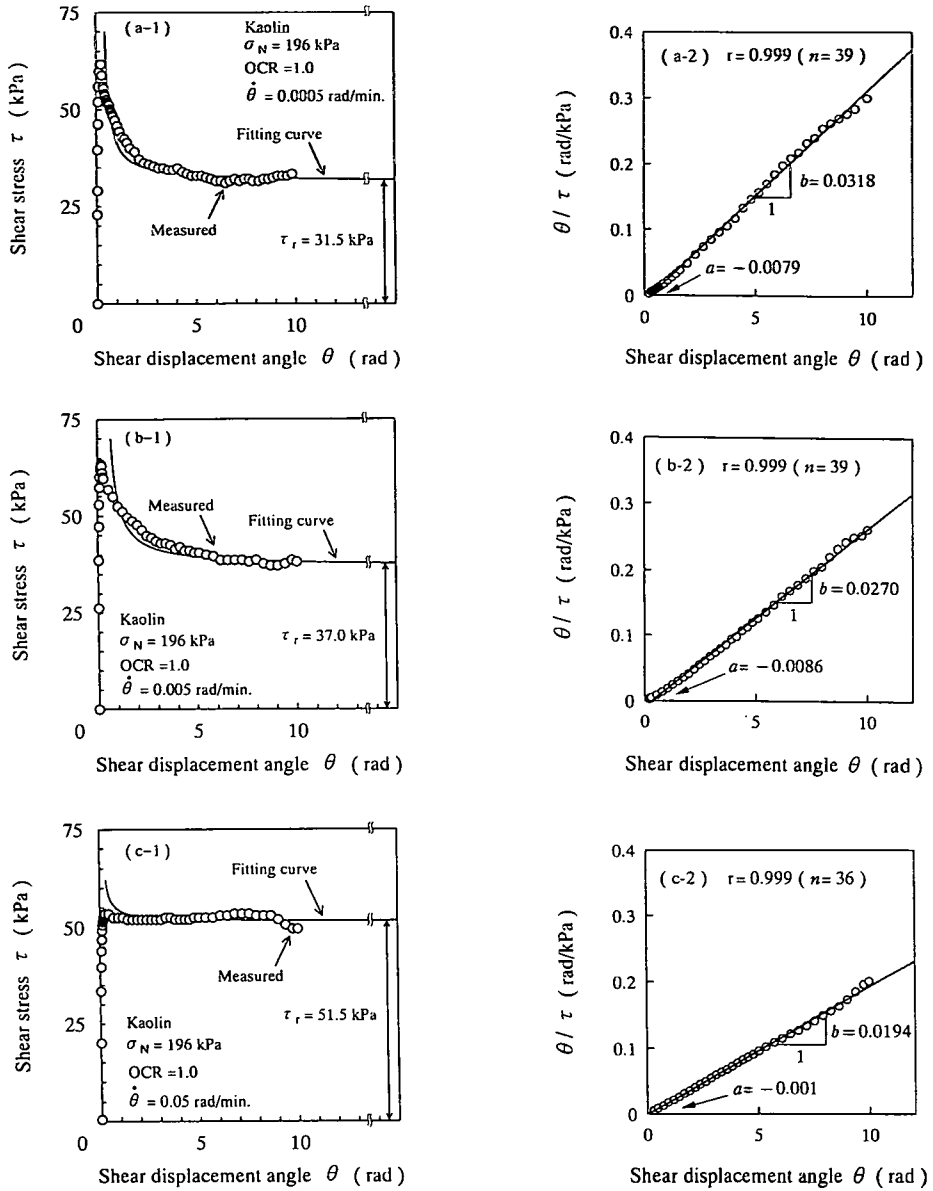 75
50
25
0
5
10
Shear stress τ ( kPa )
(a-1)
Kaolin
σN = 196 kPa
OCR =1.0
θ̇ = 0.0005 rad/min.
Fitting curve
Measured
τr = 31.5 kPa
Shear displacement angle θ ( rad )
0.4
0.3
0.2
0.1
0
0
5
10
θ/ τ ( rad/kPa )
( a-2 ) r= 0.999 ( n= 39 )
b= 0.0318
1
a= −0.0079
Shear displacement angle θ ( rad )
75
50
25
0
5
10
Shear stress τ ( kPa )
( b-1 )
Measured
Fitting curve
Kaolin
σN = 196 kPa
OCR =1.0
θ̇ = 0.005 rad/min.
τr = 37.0 kPa
Shear displacement angle θ ( rad )
0.4
0.3
0.2
0.1
0
0
5
10
θ/ τ ( rad/kPa )
( b-2 ) r= 0.999 ( n= 39 )
b= 0.0270
1
a= −0.0086
Shear displacement angle θ ( rad )
75
50
25
0
5
10
Shear stress τ ( kPa )
( c-1 )
Fitting curve
Measured
Kaolin
σN = 196 kPa
OCR =1.0
θ̇ = 0.05 rad/min.
τr = 51.5 kPa
Shear displacement angle θ ( rad )
0.4
0.3
0.2
0.1
0
0
5
10
θ/ τ ( rad/kPa )
( c-2 ) r= 0.999 ( n= 36 )
b= 0.0194
1
a= −0.001
Shear displacement angle θ ( rad )